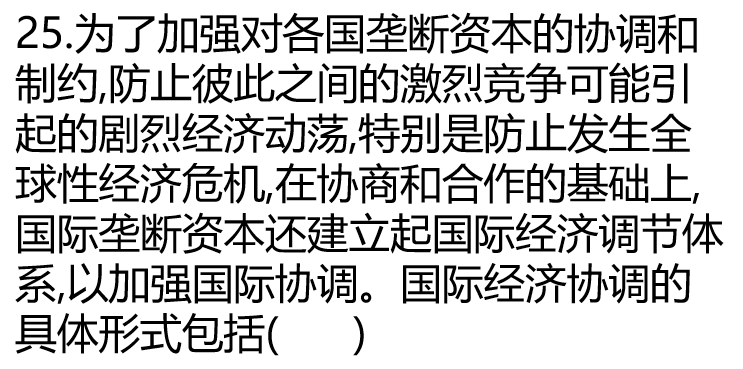 25.为了加强对各国垄断资本的协调和
制约,防止彼此之间的激烈竞争可能引
起的剧烈经济动荡,特别是防止发生全
球性经济危机,在协商和合作的基础上,
国际垄断资本还建立起国际经济调节体
系,以加强国际协调。国际经济协调的
具体形式包括(　　)